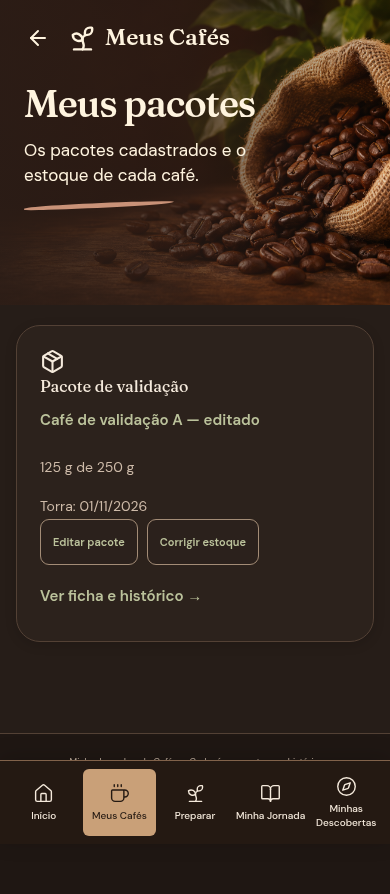 Meus Cafés
Meus pacotes
Os pacotes cadastrados e o
estoque de cada café.
Pacote de validação
Café de validação A — editado
125 g de 250 g
Torra: 01/11/2026
Editar pacote
Corrigir estoque
Ver ficha e histórico →
Início
Meus Cafés
Preparar
Minha Jornada
Minhas
Descobertas